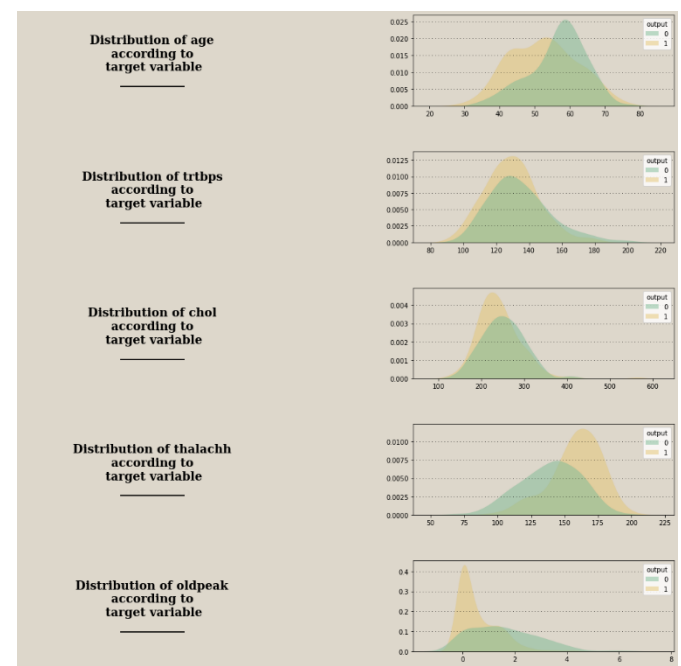 Distribution of age
according to
target variable
0.025
0.020
0.015
0.010
0.005
0.000
20 30 40 50 60 70 80
output
0
1
Distribution of trtbps
according to
target variable
0.0125
0.0100
0.0075
0.0050
0.0025
0.0000
80 100 120 140 160 180 200 220
output
0
1
Distribution of chol
according to
target variable
0.004
0.003
0.002
0.001
0.000
100 200 300 400 500 600
output
0
1
Distribution of thalachh
according to
target variable
0.0100
0.0075
0.0050
0.0025
0.0000
50 75 100 125 150 175 200 225
output
0
1
Distribution of oldpeak
according to
target variable
0.4
0.3
0.2
0.1
0.0
0 2 4 6 8
output
0
1